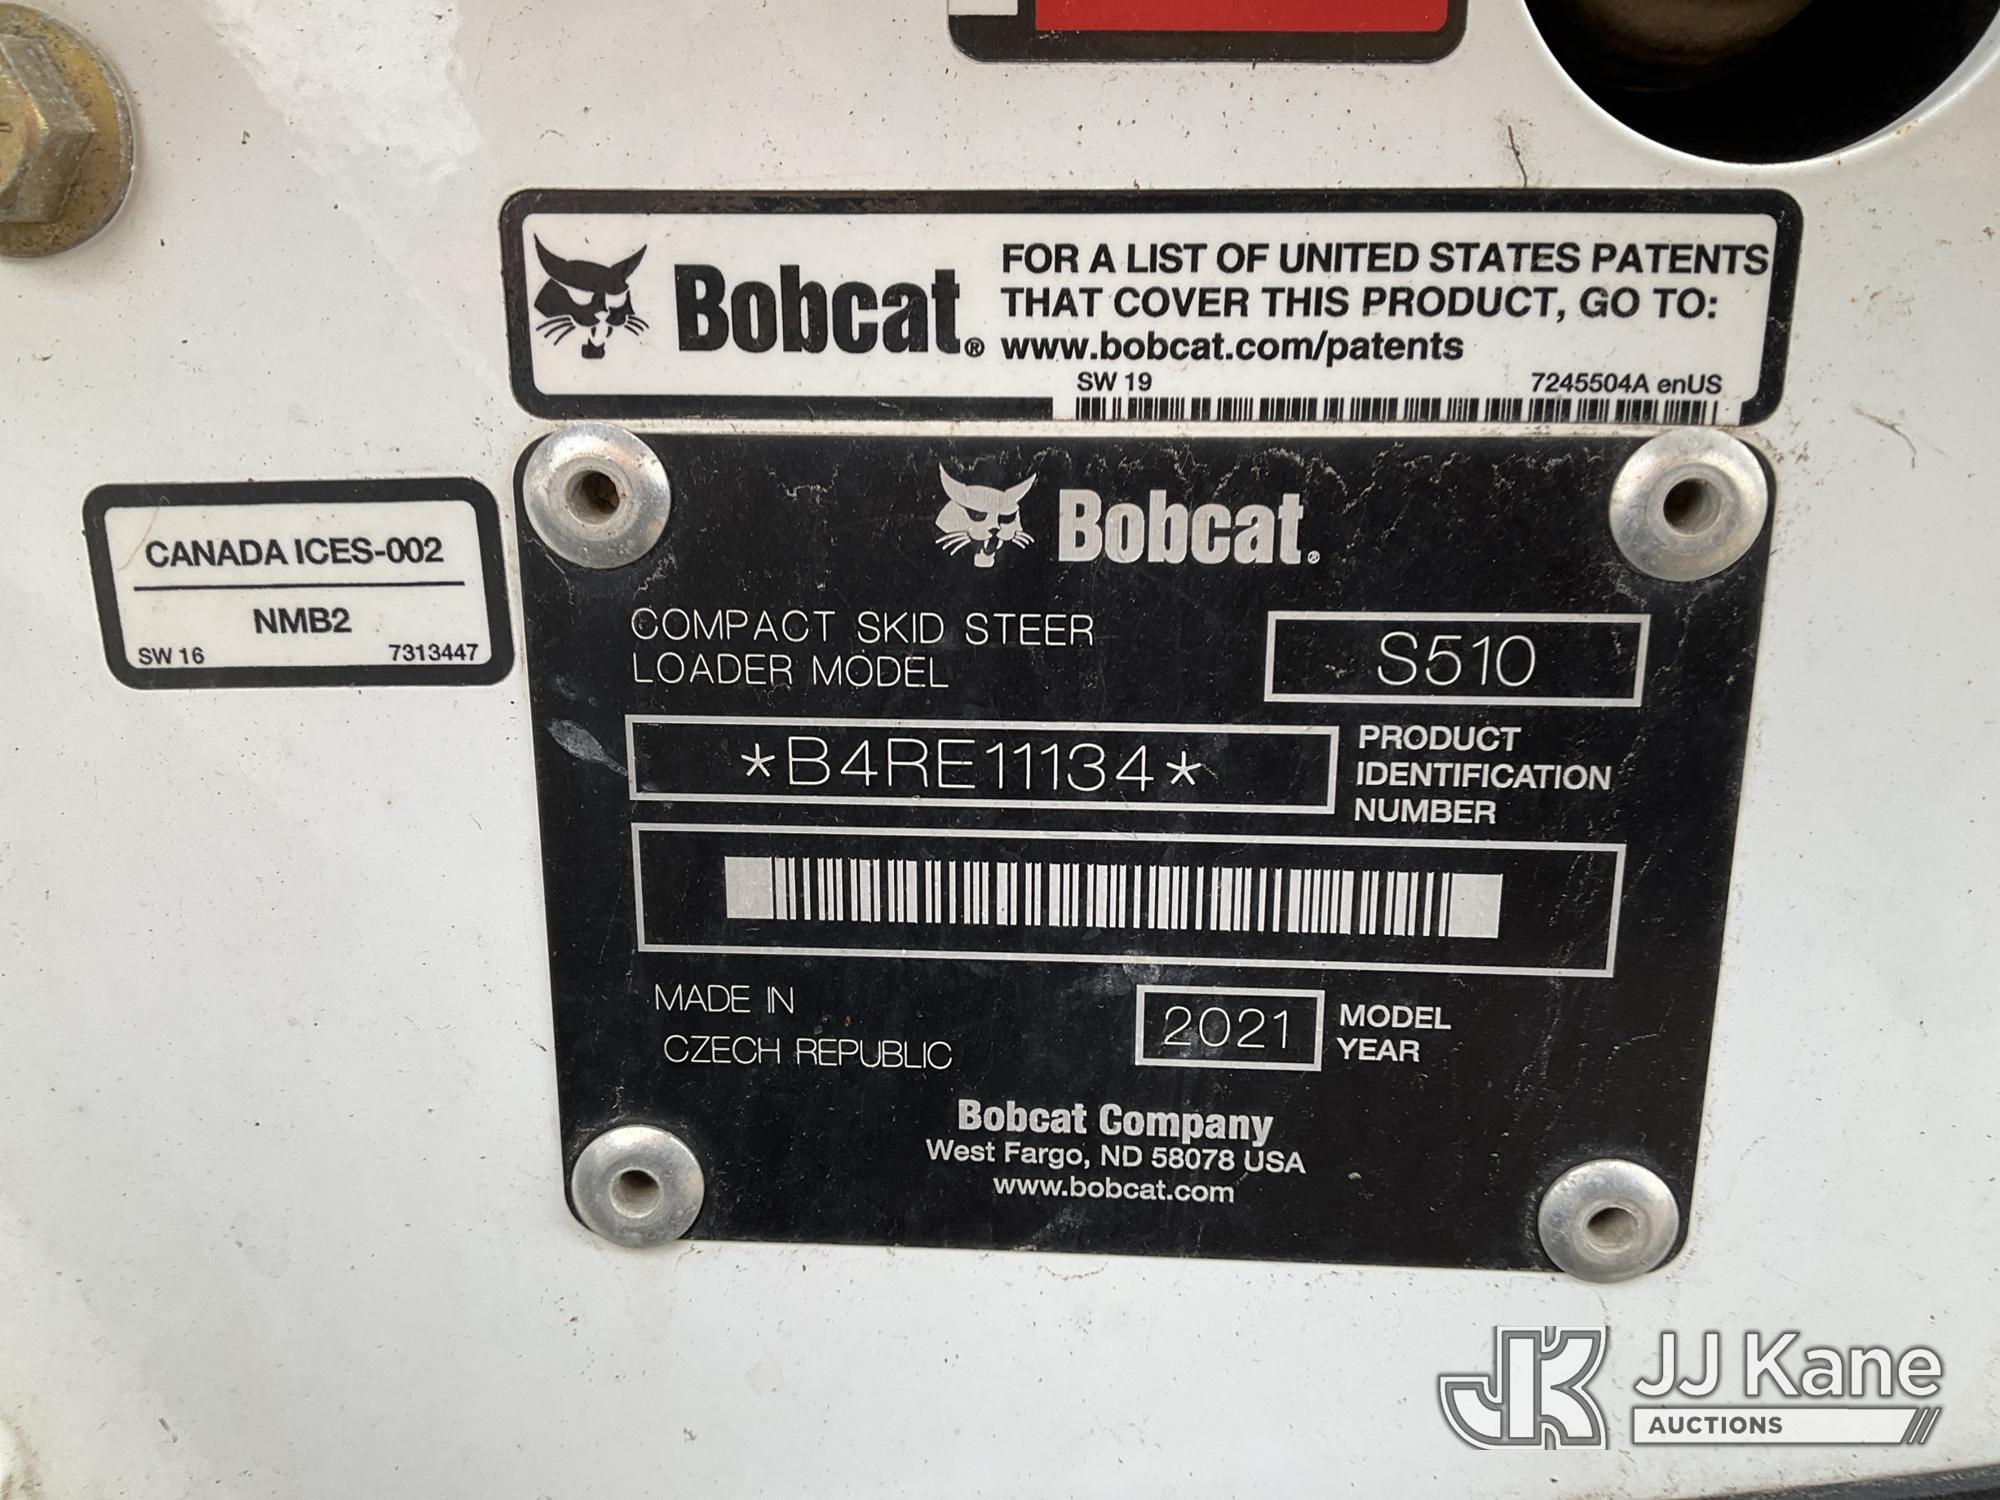 Bobcat®
FOR A LIST OF UNITED STATES PATENTS
THAT COVER THIS PRODUCT, GO TO:
www.bobcat.com/patents
SW 19
7245504A enUS
CANADA ICES-002
NMB2
SW 16
7313447
Bobcat®
COMPACT SKID STEER
LOADER MODEL
S510
*B4RE11134*
PRODUCT
IDENTIFICATION
NUMBER
MADE IN
CZECH REPUBLIC
2021
MODEL
YEAR
Bobcat Company
West Fargo, ND 58078 USA
www.bobcat.com
JK
JJ Kane
AUCTIONS